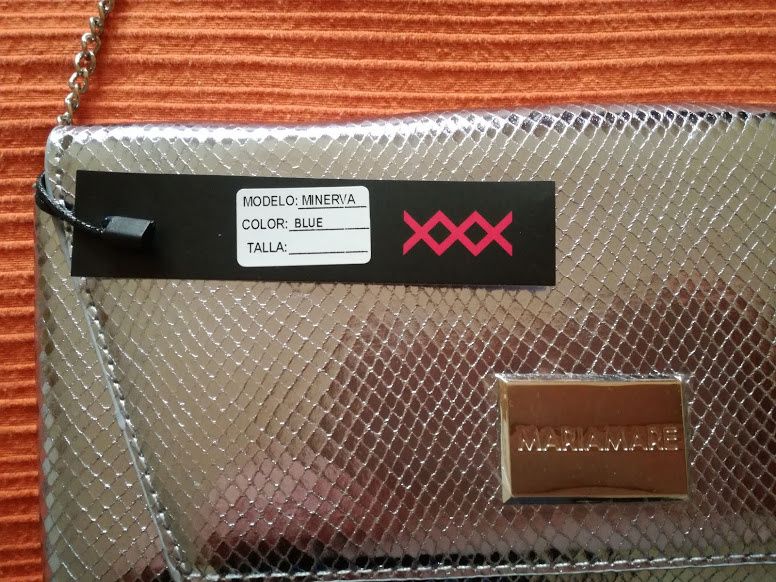 MODELO: MINERVA
COLOR: BLUE
TALLA:
MARIAMARE